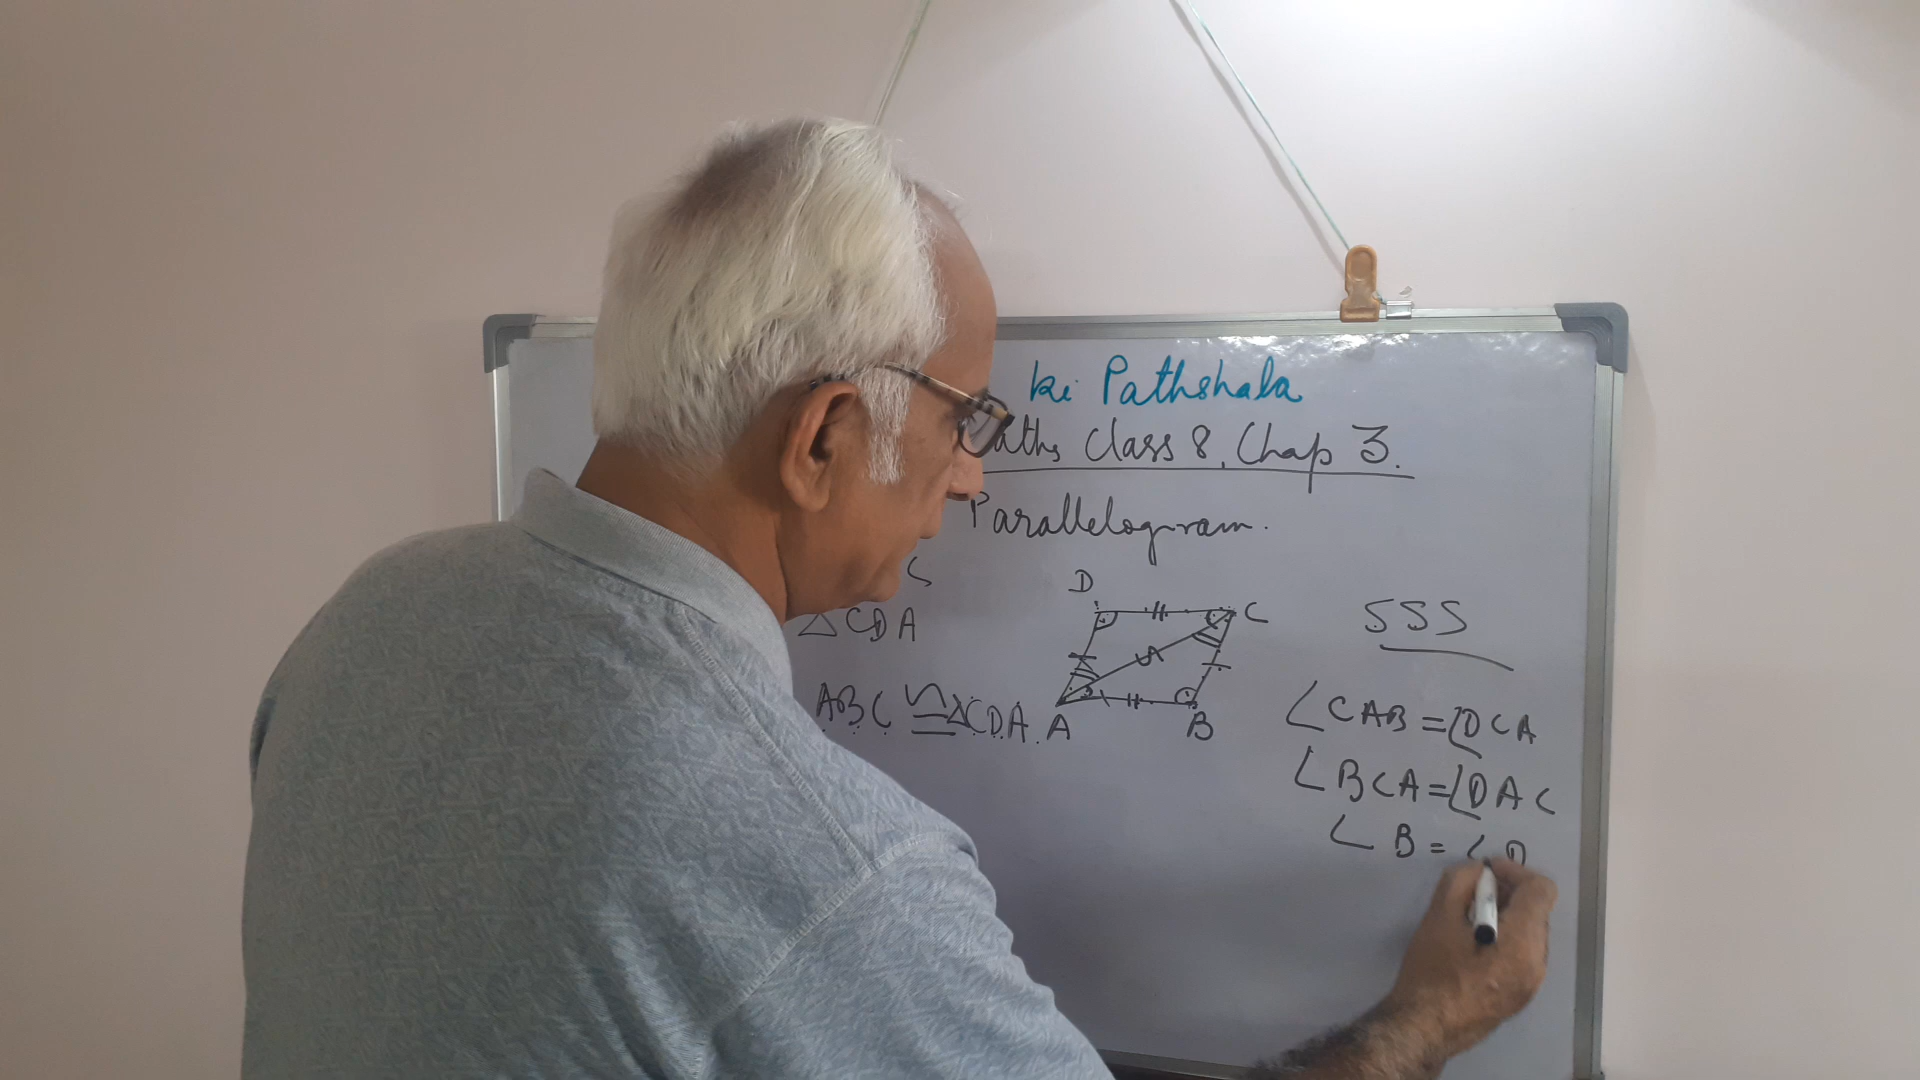 ki Pathshala
aths Class 8, Chap 3.
Parallelogram.
C
△CDA
ABC ≅ △CDA.
D
C
A
B
SSS
∠CAB = ∠DCA
∠BCA = ∠DAC
∠B = ∠D